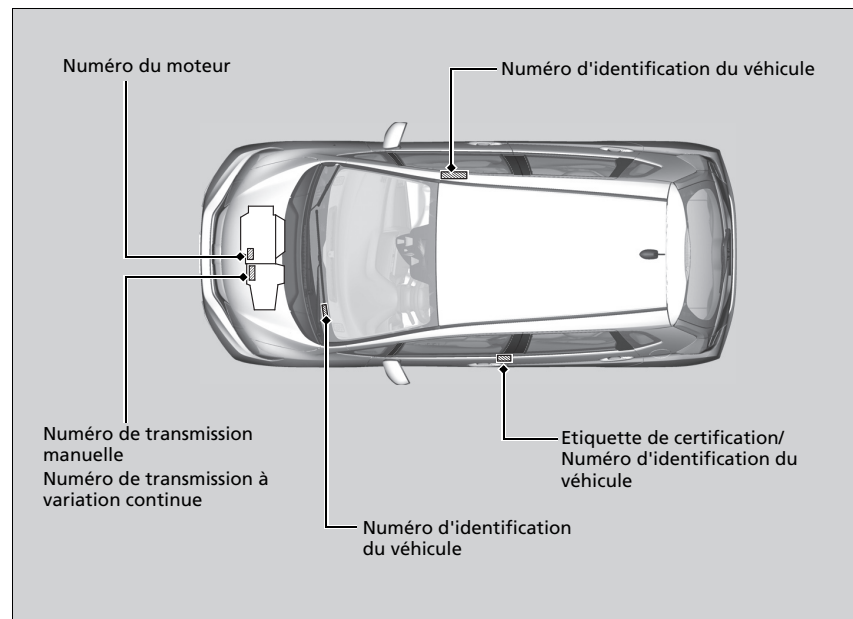 Numéro du moteur
Numéro d'identification du véhicule
Numéro de transmission
manuelle
Numéro de transmission à
variation continue
Etiquette de certification/
Numéro d'identification du
véhicule
Numéro d'identification
du véhicule